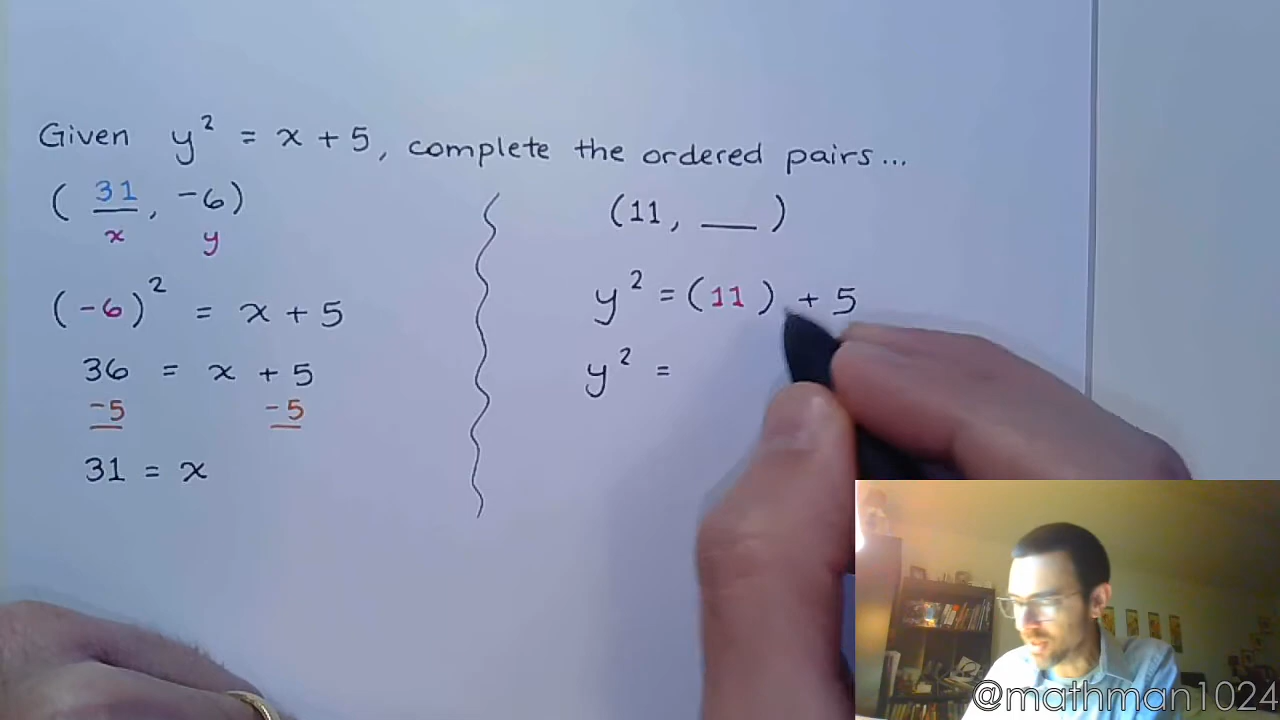 Given y² = x + 5, complete the ordered pairs...
( 31, -6)
x y
(-6)² = x + 5
36 = x + 5
-5 -5
31 = x
(11, __ )
y² = (11) + 5
y² =
@mathman1024